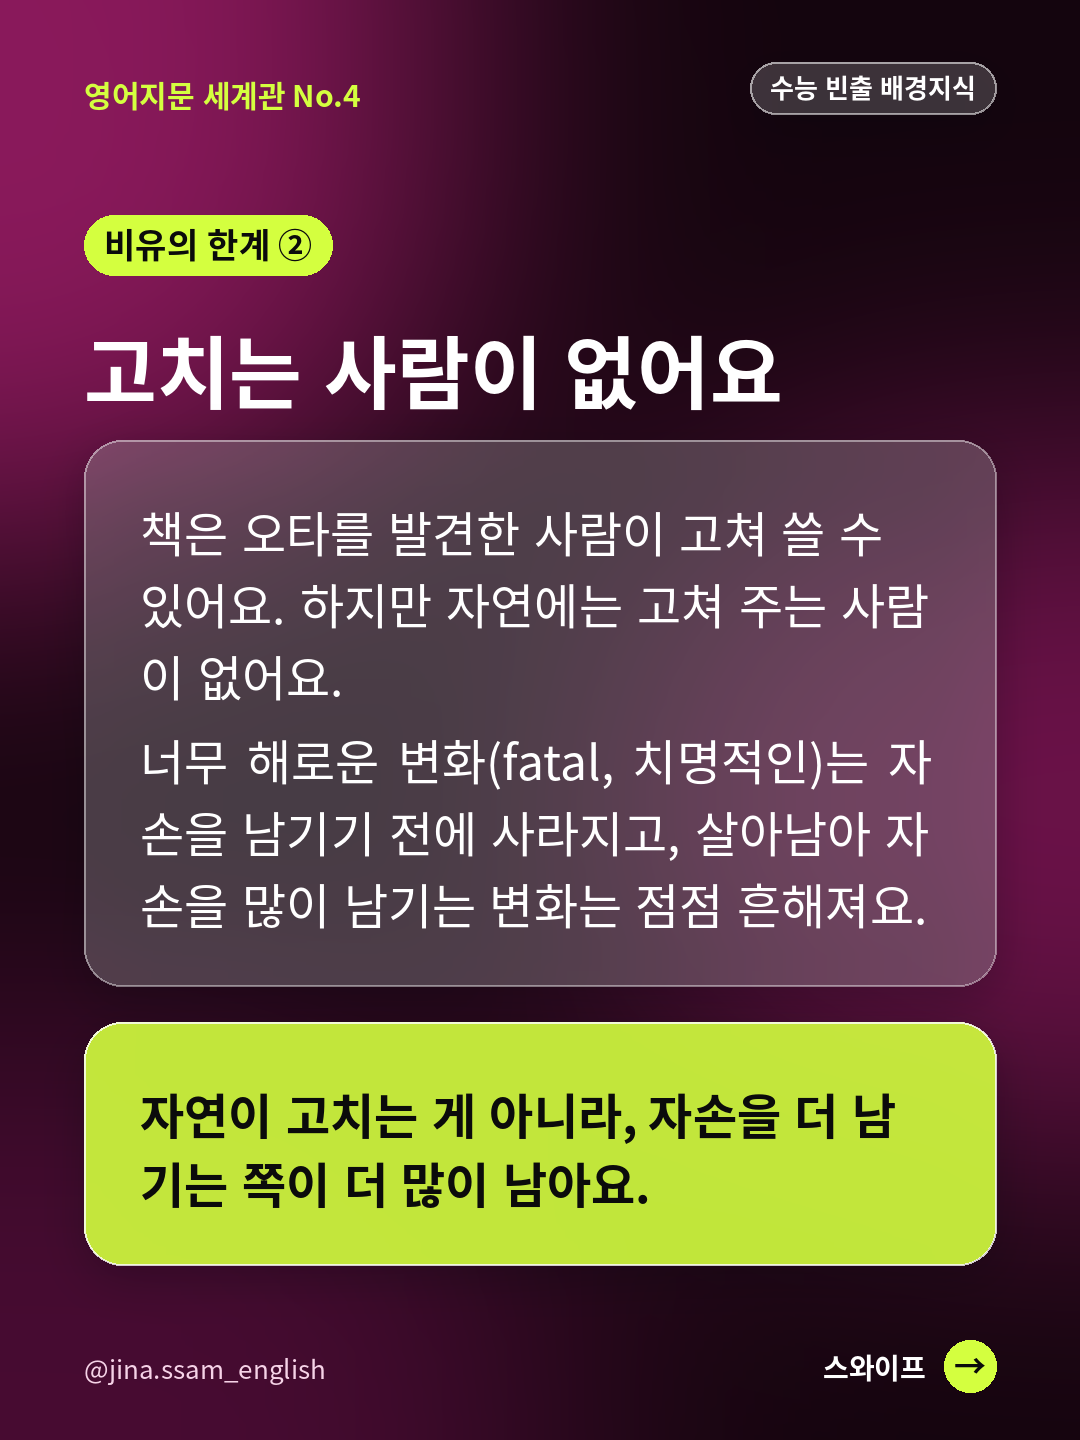 영어지문 세계관 No.4
수능 빈출 배경지식
비유의 한계 ②
고치는 사람이 없어요
책은 오타를 발견한 사람이 고쳐 쓸 수
있어요. 하지만 자연에는 고쳐 주는 사람
이 없어요.
너무 해로운 변화(fatal, 치명적인)는 자
손을 남기기 전에 사라지고, 살아남아 자
손을 많이 남기는 변화는 점점 흔해져요.
자연이 고치는 게 아니라, 자손을 더 남
기는 쪽이 더 많이 남아요.
@jina.ssam_english
스와이프 →